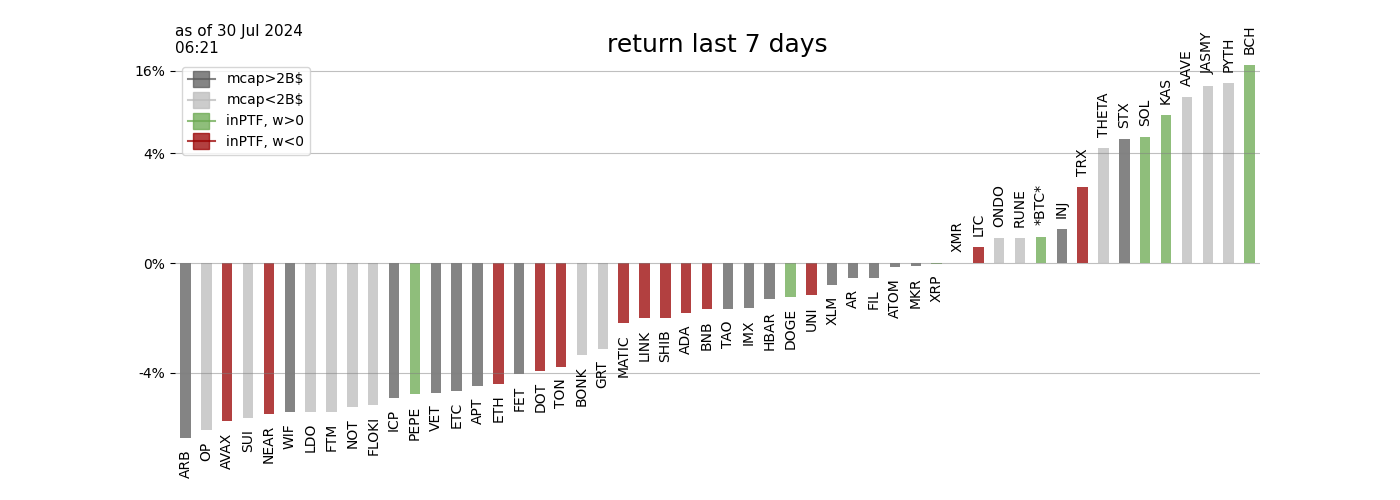 as of 30 Jul 2024
06:21
return last 7 days
mcap>2B$
mcap<2B$
inPTF, w>0
inPTF, w<0
16%
4%
0%
-4%
ARB
OP
AVAX
SUI
NEAR
WIF
LDO
FTM
NOT
FLOKI
ICP
PEPE
VET
ETC
APT
ETH
FET
DOT
TON
BONK
GRT
MATIC
LINK
SHIB
ADA
BNB
TAO
IMX
HBAR
DOGE
UNI
XLM
AR
FIL
ATOM
MKR
XRP
XMR
LTC
ONDO
RUNE
*BTC*
INJ
TRX
THETA
STX
SOL
KAS
AAVE
JASMY
PYTH
BCH